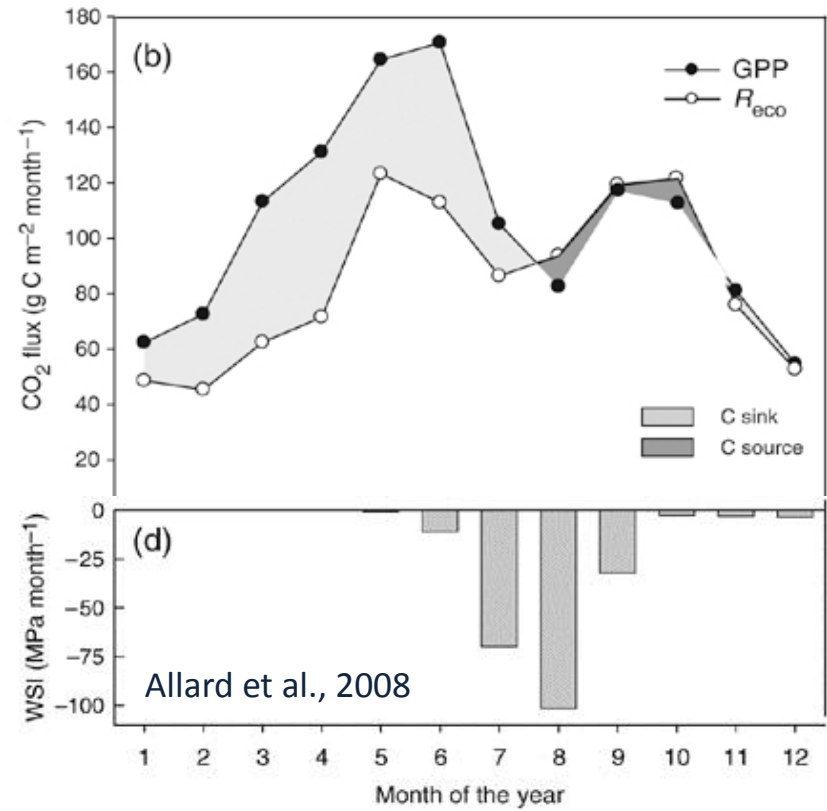 180
160
140
120
100
80
60
40
20
CO₂ flux (g C m⁻² month⁻¹)
(b)
GPP
Reco
C sink
C source
0
−25
−50
−75
−100
WSI (MPa month⁻¹)
(d)
Allard et al., 2008
1 2 3 4 5 6 7 8 9 10 11 12
Month of the year